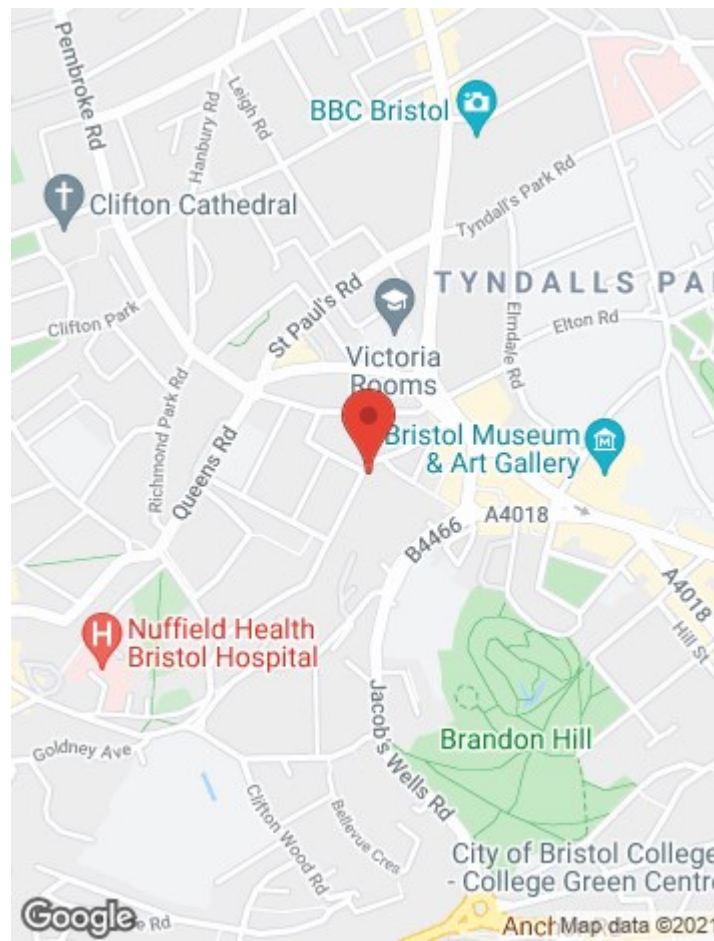 Pembroke Rd
Hanbury Rd
Leigh Rd
BBC Bristol
Clifton Cathedral
Tyndall's Park Rd
TYNDALLS PA
Clifton Park
St Paul's Rd
Elmdale Rd
Elton Rd
Victoria
Rooms
Richmond Park Rd
Queens Rd
Bristol Museum
& Art Gallery
M
A4018
B4466
A4018
Hill St
H
Nuffield Health
Bristol Hospital
Jacob's Wells Rd
Brandon Hill
Goldney Ave
Clifton Wood Rd
Bellevue Cres
City of Bristol College
- College Green Centre
Google
e Rd
Anch
Map data ©2021